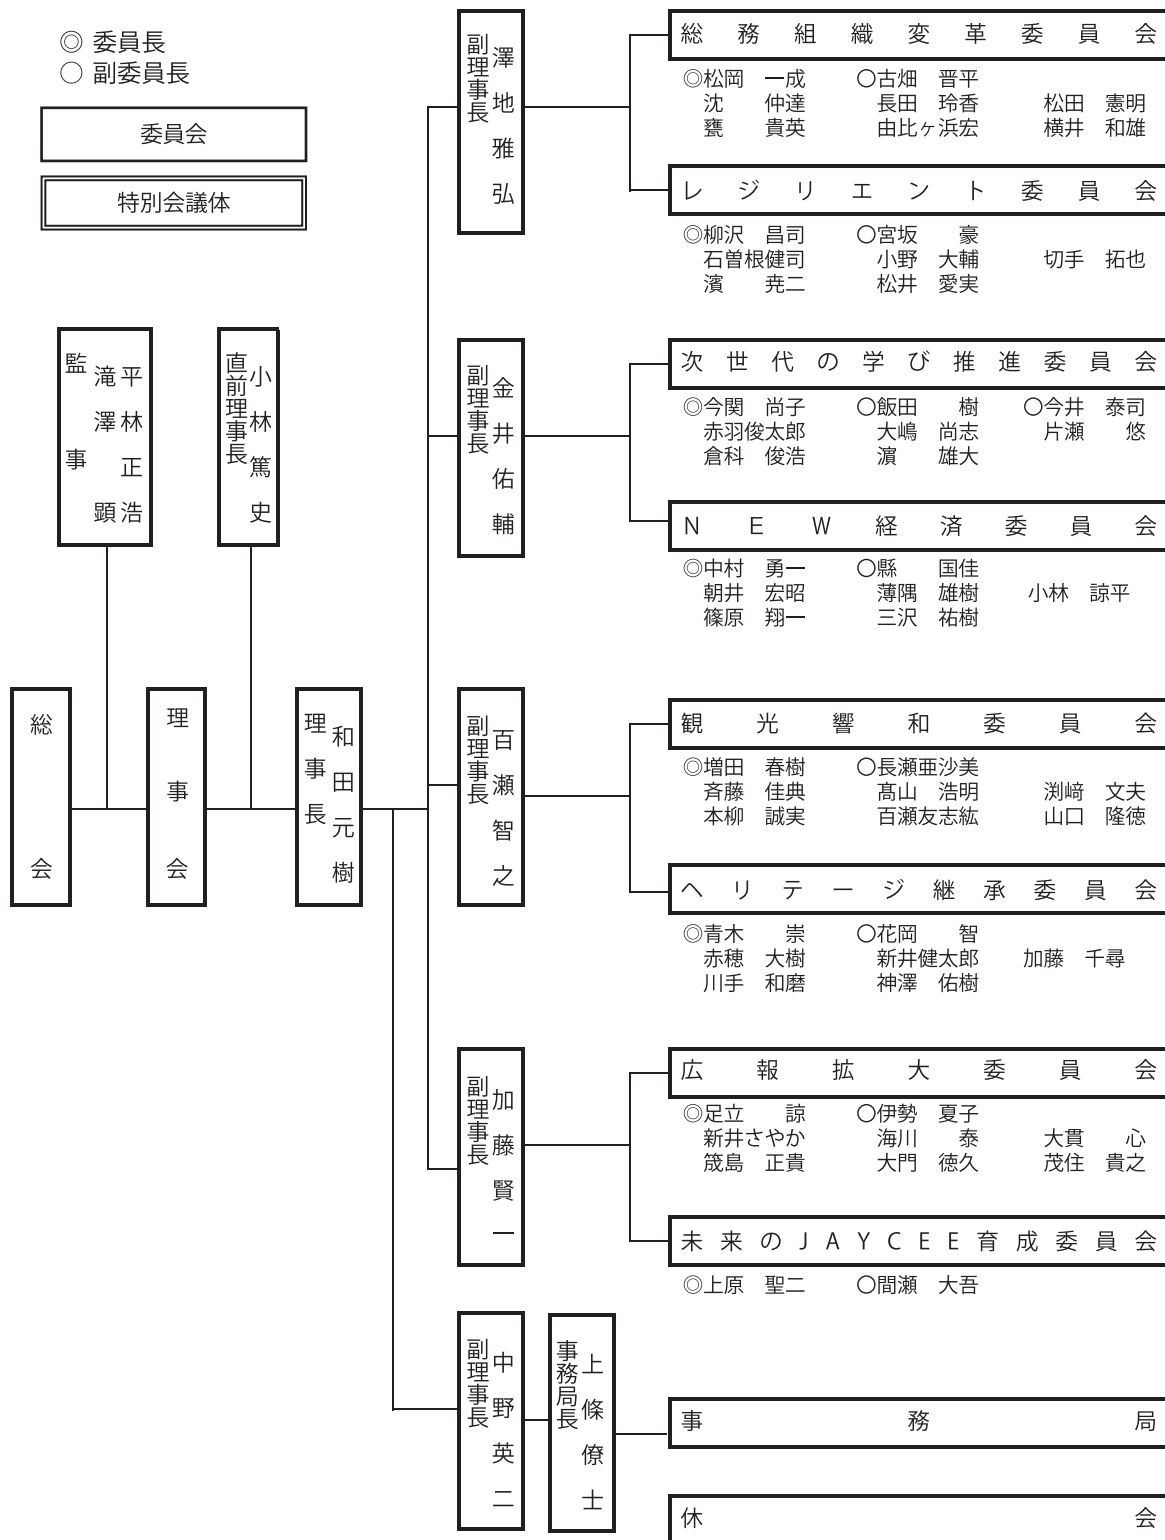 ◎ 委員長
○ 副委員長
委員会
特別会議体
総会
監事
平林正浩
滝澤顕
理事会
直前理事長
小林篤史
理事長
和田元樹
副理事長
澤地雅弘
総務組織変革委員会
◎松岡　一成　○古畑　晋平
沈　　仲達　長田　玲香　松田　憲明
甕　　貴英　由比ヶ浜宏　横井　和雄
レジリエント委員会
◎柳沢　昌司　○宮坂　　豪
石曽根健司　小野　大輔　切手　拓也
濱　　尭二　松井　愛実
副理事長
金井佑輔
次世代の学び推進委員会
◎今関　尚子　○飯田　　樹　○今井　泰司
赤羽俊太郎　大嶋　尚志　片瀬　　悠
倉科　俊浩　濵　　雄大
NEW経済委員会
◎中村　勇一　○縣　　国佳
朝井　宏昭　薄隅　雄樹　小林　諒平
篠原　翔一　三沢　祐樹
副理事長
百瀬智之
観光響和委員会
◎増田　春樹　○長瀬亜沙美
斉藤　佳典　髙山　浩明　渕﨑　文夫
本柳　誠実　百瀬友志紘　山口　隆徳
ヘリテージ継承委員会
◎青木　　崇　○花岡　　智
赤穂　大樹　新井健太郎　加藤　千尋
川手　和磨　神澤　佑樹
副理事長
加藤賢一
広報拡大委員会
◎足立　　諒　○伊勢　夏子
新井さやか　海川　　泰　大貫　　心
筬島　正貴　大門　徳久　茂住　貴之
未来のJAYCEE育成委員会
◎上原　聖二　○間瀬　大吾
副理事長
中野英二
事務局長
上條僚士
事務局
休会